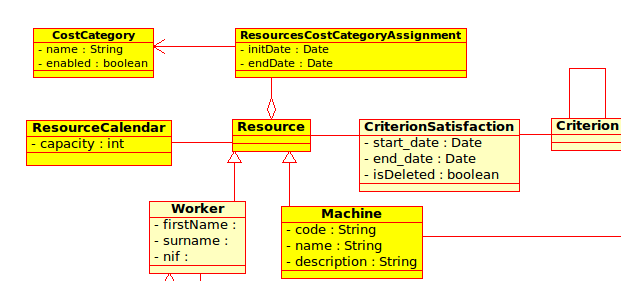 CostCategory
- name : String
- enabled : boolean
ResourcesCostCategoryAssignment
- initDate : Date
- endDate : Date
ResourceCalendar
- capacity : int
Resource
CriterionSatisfaction
- start_date : Date
- end_date : Date
- isDeleted : boolean
Criterion
Worker
- firstName :
- surname :
- nif :
Machine
- code : String
- name : String
- description : String